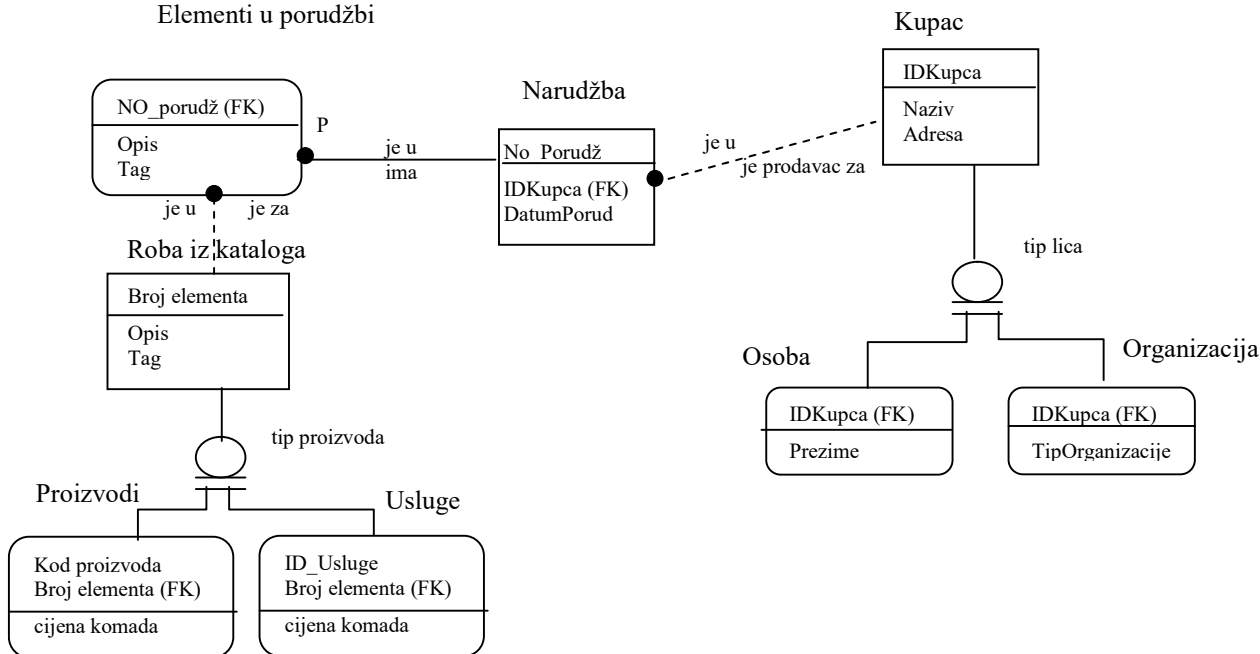 Elementi u porudžbi
NO_porudž (FK)
Opis
Tag
P
je u
ima
Narudžba
No_Porudž
IDKupca (FK)
DatumPorud
je u
je prodavac za
Kupac
IDKupca
Naziv
Adresa
je u
je za
Roba iz kataloga
Broj elementa
Opis
Tag
tip lica
Osoba
IDKupca (FK)
Prezime
Organizacija
IDKupca (FK)
TipOrganizacije
tip proizvoda
Proizvodi
Kod proizvoda
Broj elementa (FK)
cijena komada
Usluge
ID_Usluge
Broj elementa (FK)
cijena komada